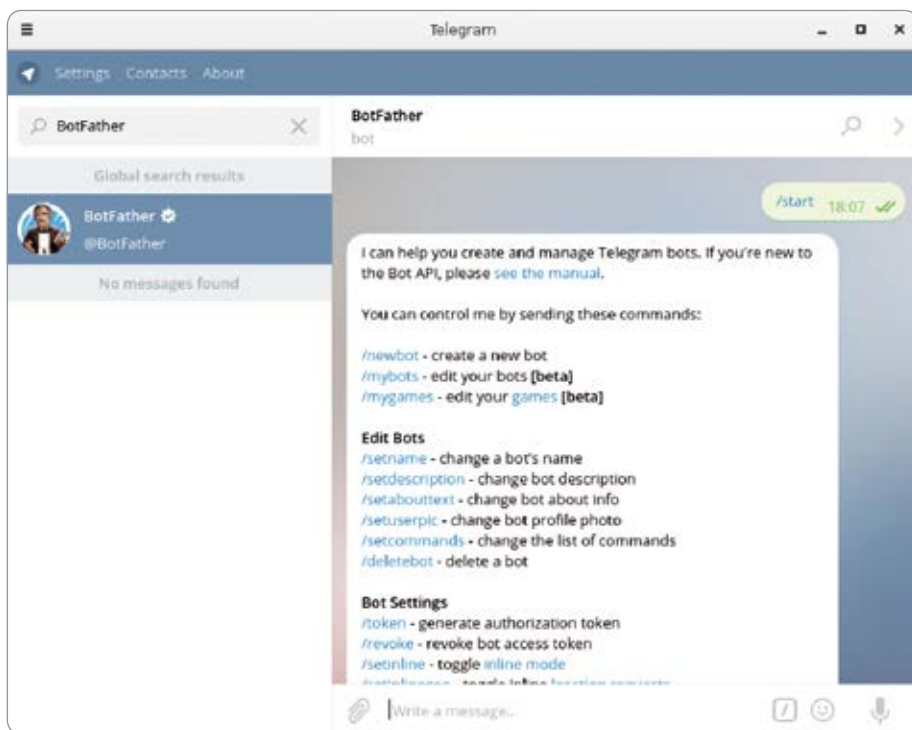 Telegram
Settings Contacts About
BotFather
Global search results
BotFather
@BotFather
No messages found
BotFather
bot
/start 18:07
I can help you create and manage Telegram bots. If you're new to
the Bot API, please see the manual.
You can control me by sending these commands:
/newbot - create a new bot
/mybots - edit your bots [beta]
/mygames - edit your games [beta]
Edit Bots
/setname - change a bot's name
/setdescription - change bot description
/setabouttext - change bot about info
/setuserpic - change bot profile photo
/setcommands - change the list of commands
/deletebot - delete a bot
Bot Settings
/token - generate authorization token
/revoke - revoke bot access token
/setinline - toggle inline mode
/setinlinegeo - toggle inline location requests
Write a message...